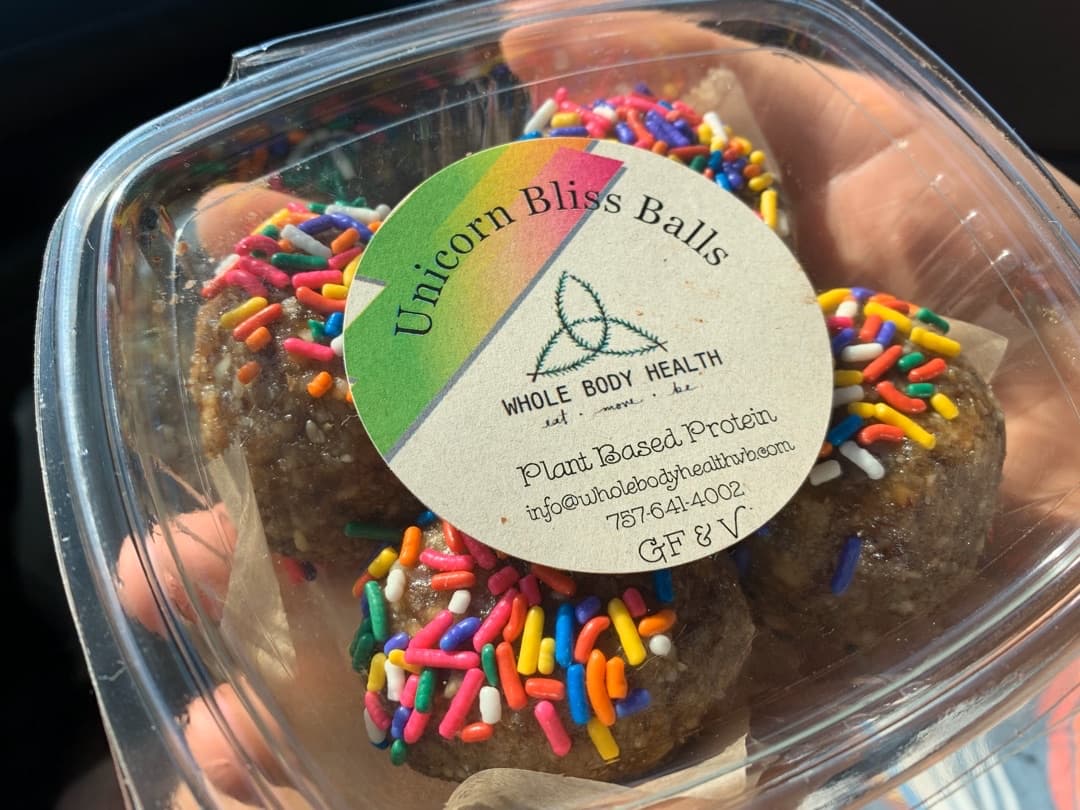 Unicorn Bliss Balls
WHOLE BODY HEALTH
eat · move · be
Plant Based Protein
info@wholebodyhealthvb.com
757-641-4002
GF & V